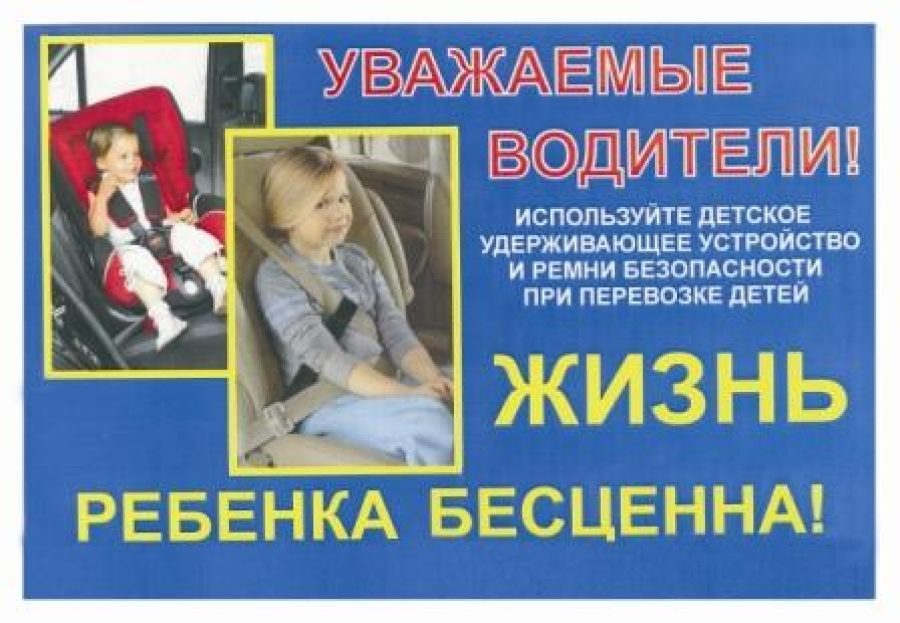 УВАЖАЕМЫЕ
ВОДИТЕЛИ!
ИСПОЛЬЗУЙТЕ ДЕТСКОЕ
УДЕРЖИВАЮЩЕЕ УСТРОЙСТВО
И РЕМНИ БЕЗОПАСНОСТИ
ПРИ ПЕРЕВОЗКЕ ДЕТЕЙ
ЖИЗНЬ
РЕБЕНКА БЕСЦЕННА!